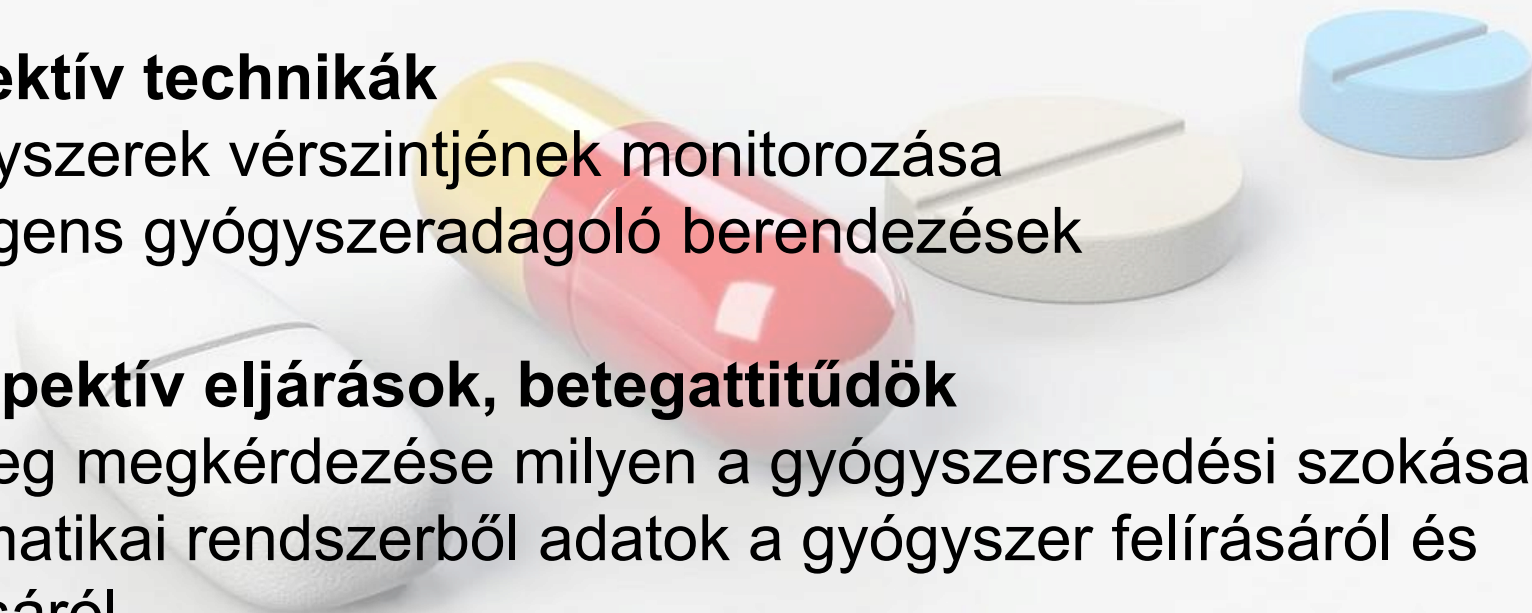 ektív technikák
yszerek vérszintjének monitorozása
gens gyógyszeradagoló berendezések
pektív eljárások, betegattitűdök
eg megkérdezése milyen a gyógyszerszedési szokása
natikai rendszerből adatok a gyógyszer felírásáról és
sáról